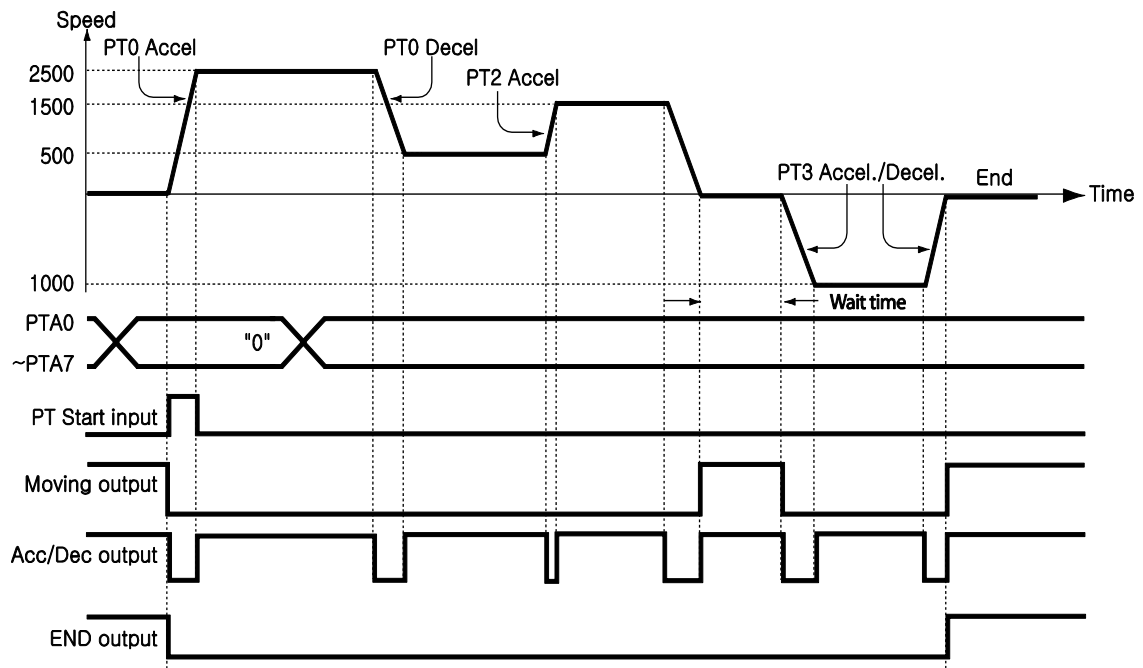 Speed
PT0 Accel
PT0 Decel
PT2 Accel
2500
1500
500
PT3 Accel./Decel.
End
Time
1000
Wait time
PTA0
"0"
~PTA7
PT Start input
Moving output
Acc/Dec output
END output